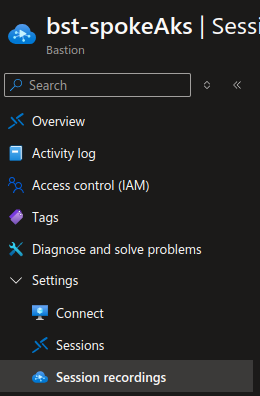 bst-spokeAks | Sessi
Bastion
Search
Overview
Activity log
Access control (IAM)
Tags
Diagnose and solve problems
Settings
Connect
Sessions
Session recordings